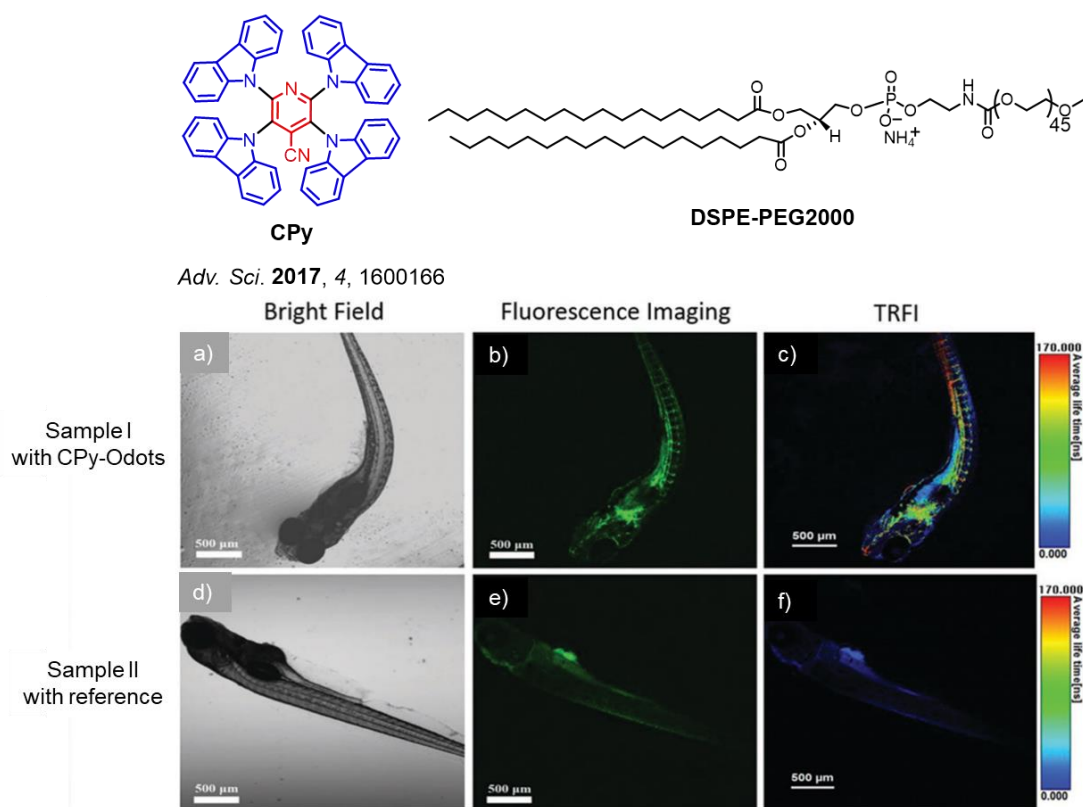 N
N
N
N
N
CN
CPy
O
O
O
O
H
O
P
O
O−
NH4+
O
H
N
O
O
O
45
DSPE-PEG2000
Adv. Sci. 2017, 4, 1600166
Bright Field
Fluorescence Imaging
TRFI
Sample I
with CPy-Odots
a)
500 µm
b)
500 µm
c)
500 µm
170.000
Average life time[ns]
0.000
Sample II
with reference
d)
500 µm
e)
500 µm
f)
500 µm
170.000
Average life time[ns]
0.000